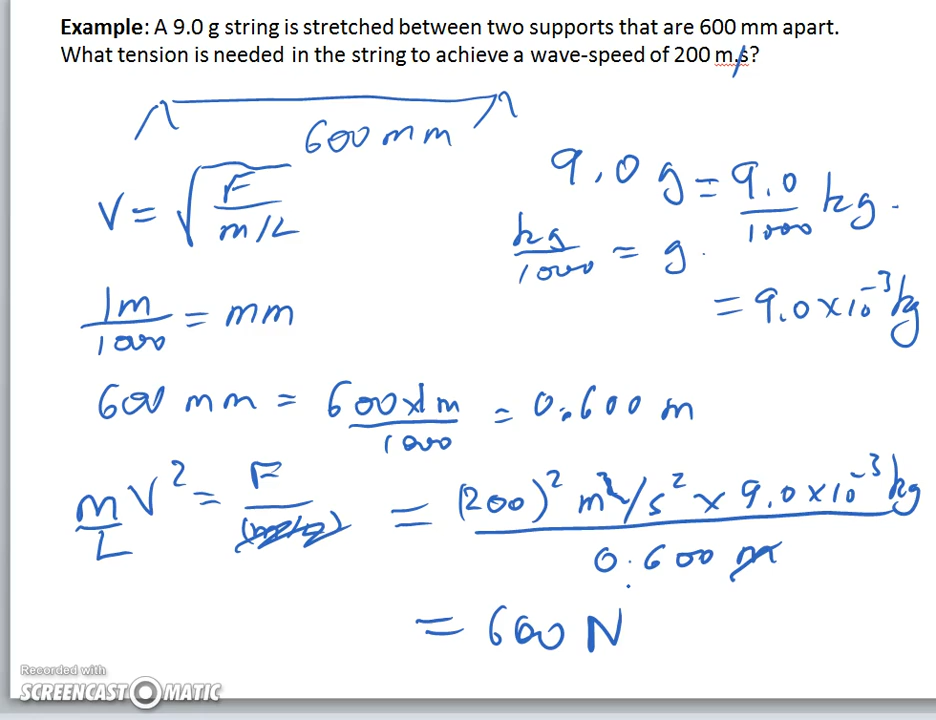 Example: A 9.0 g string is stretched between two supports that are 600 mm apart.
What tension is needed in the string to achieve a wave-speed of 200 m/s?
600 mm
9.0 g = 9.0/1000 kg.
V = √(F/(m/L))
kg/1000 = g.
= 9.0 × 10⁻³ kg
1m/1000 = mm
600 mm = 600 × 1 m/1000 = 0.600 m
m/L V² = F/(m/L) = (200)² m²/s² × 9.0 × 10⁻³ kg / 0.600 m
= 600 N
Recorded with
SCREENCAST O MATIC